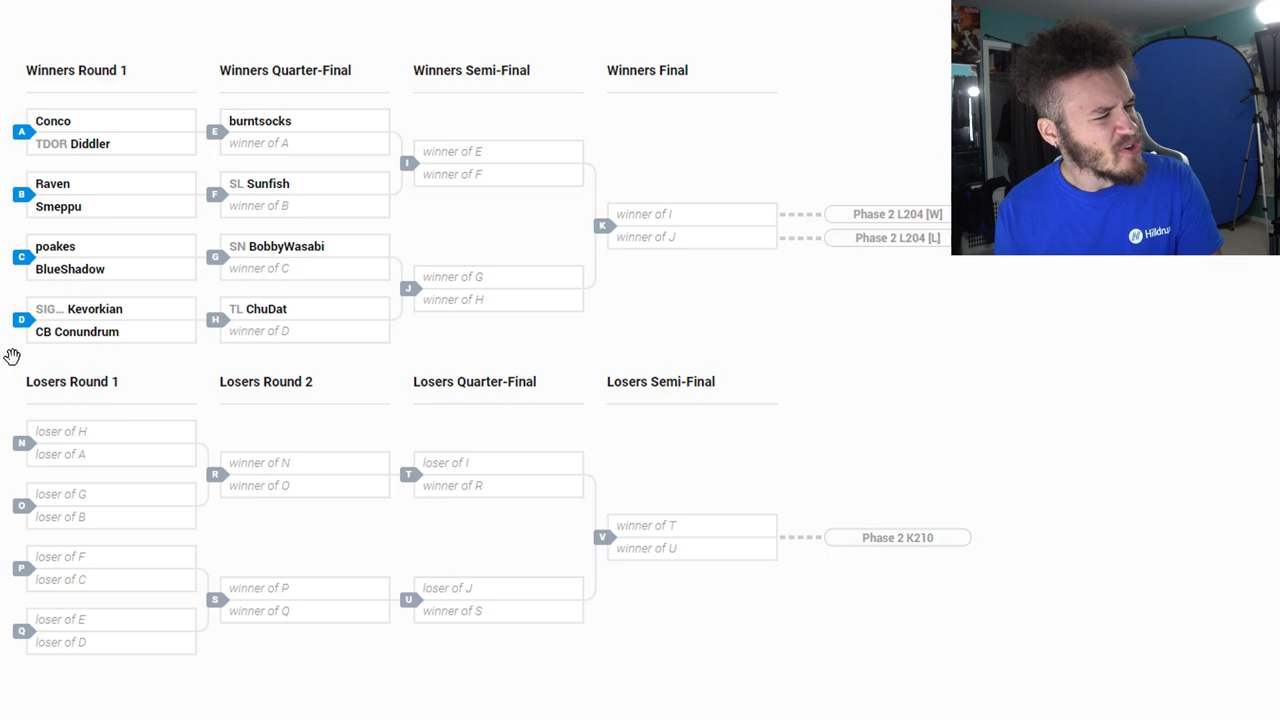 Winners Round 1
Winners Quarter-Final
Winners Semi-Final
Winners Final
A
Conco
TDOR Diddler
B
Raven
Smeppu
C
poakes
BlueShadow
D
SIG... Kevorkian
CB Conundrum
E
burntsocks
winner of A
F
SL Sunfish
winner of B
G
SN BobbyWasabi
winner of C
H
TL ChuDat
winner of D
I
winner of E
winner of F
J
winner of G
winner of H
K
winner of I
winner of J
Phase 2 L204 [W]
Phase 2 L204 [L]
Losers Round 1
Losers Round 2
Losers Quarter-Final
Losers Semi-Final
N
loser of H
loser of A
O
loser of G
loser of B
P
loser of F
loser of C
Q
loser of E
loser of D
R
winner of N
winner of O
S
winner of P
winner of Q
T
loser of I
winner of R
U
loser of J
winner of S
V
winner of T
winner of U
Phase 2 K210